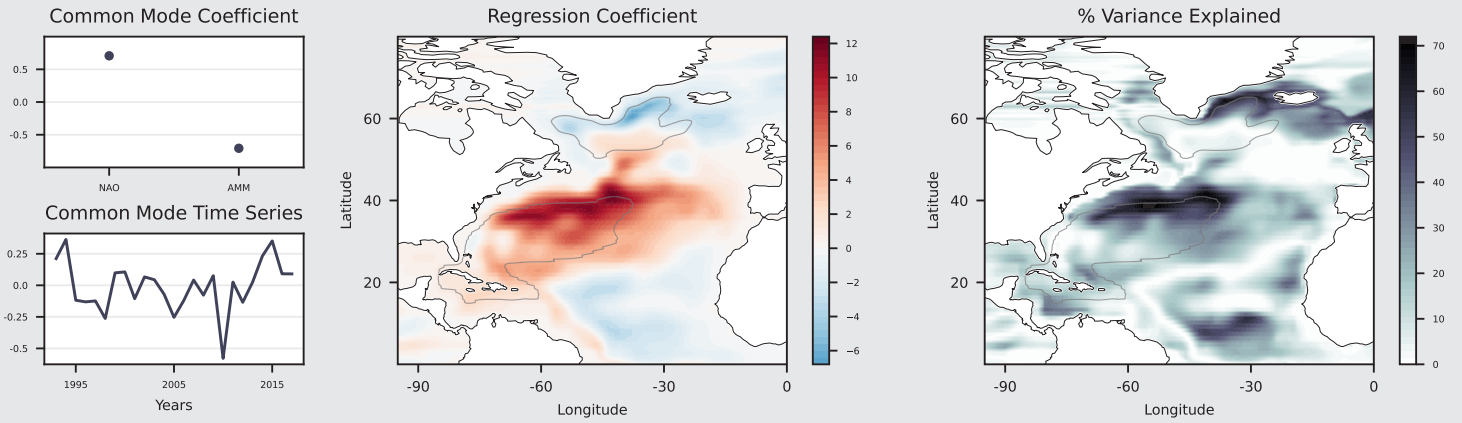 Common Mode Coefficient
0.5
0.0
-0.5
NAO AMM
Common Mode Time Series
0.25
0.0
-0.25
-0.5
1995 2005 2015
Years
Regression Coefficient
Latitude
60
40
20
-90 -60 -30 0
Longitude
12
10
8
6
4
2
0
−2
−4
−6
% Variance Explained
Latitude
60
40
20
-90 -60 -30 0
Longitude
70
60
50
40
30
20
10
0